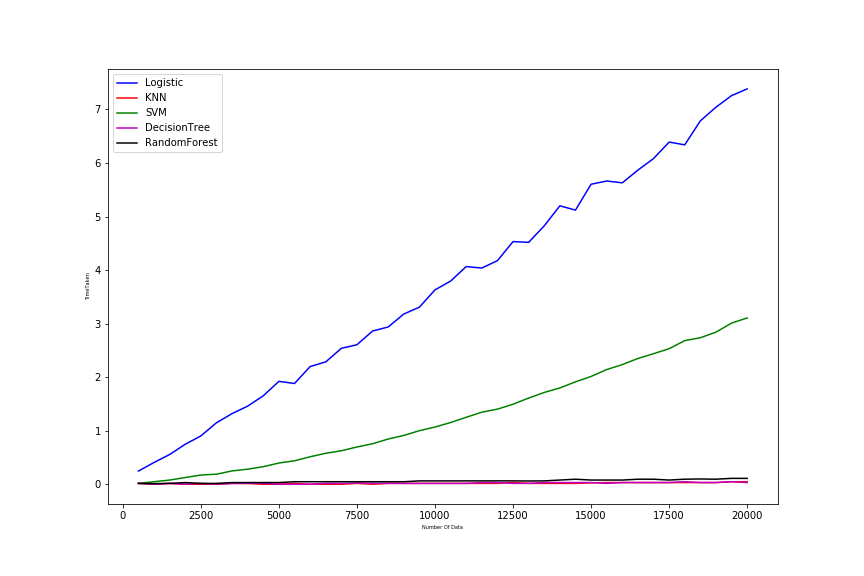 Logistic
KNN
SVM
DecisionTree
RandomForest
7
6
5
4
3
2
1
0
TimeTaken
0 2500 5000 7500 10000 12500 15000 17500 20000
Number Of Data